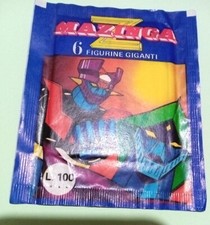 MAZINGA
Z
6 FIGURINE GIGANTI
L. 100